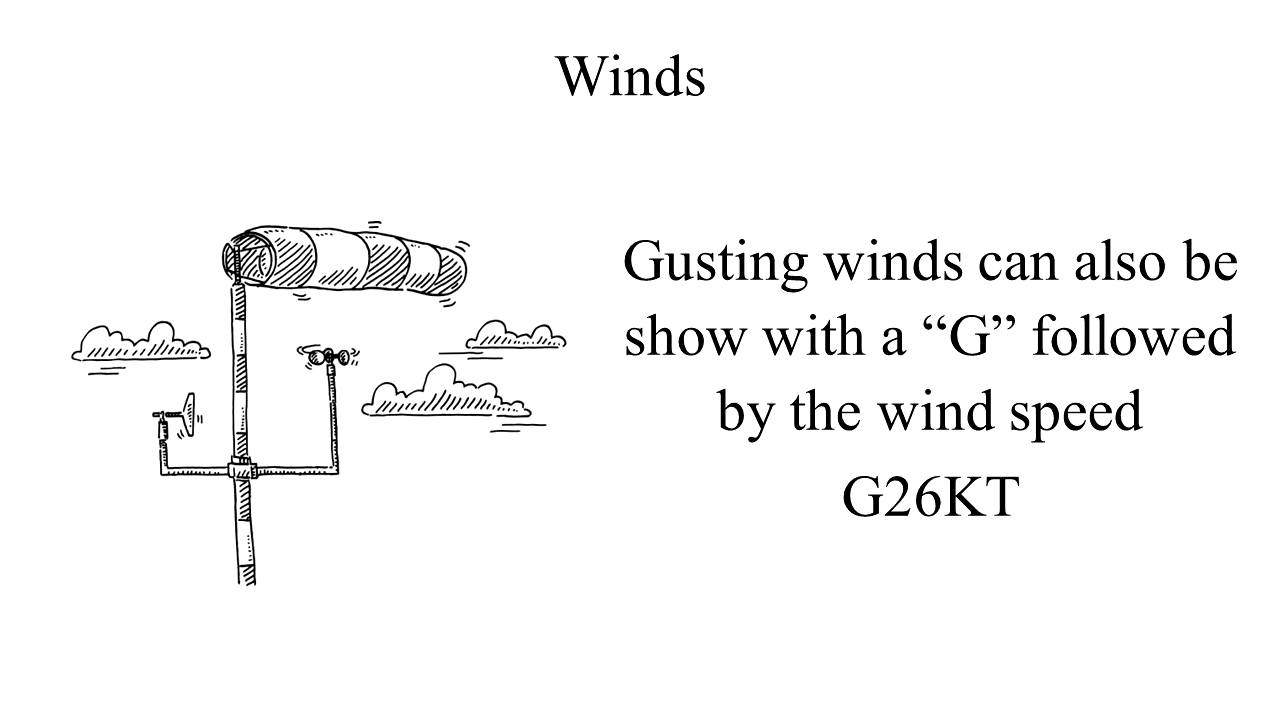 Winds
Gusting winds can also be
show with a “G” followed
by the wind speed
G26KT